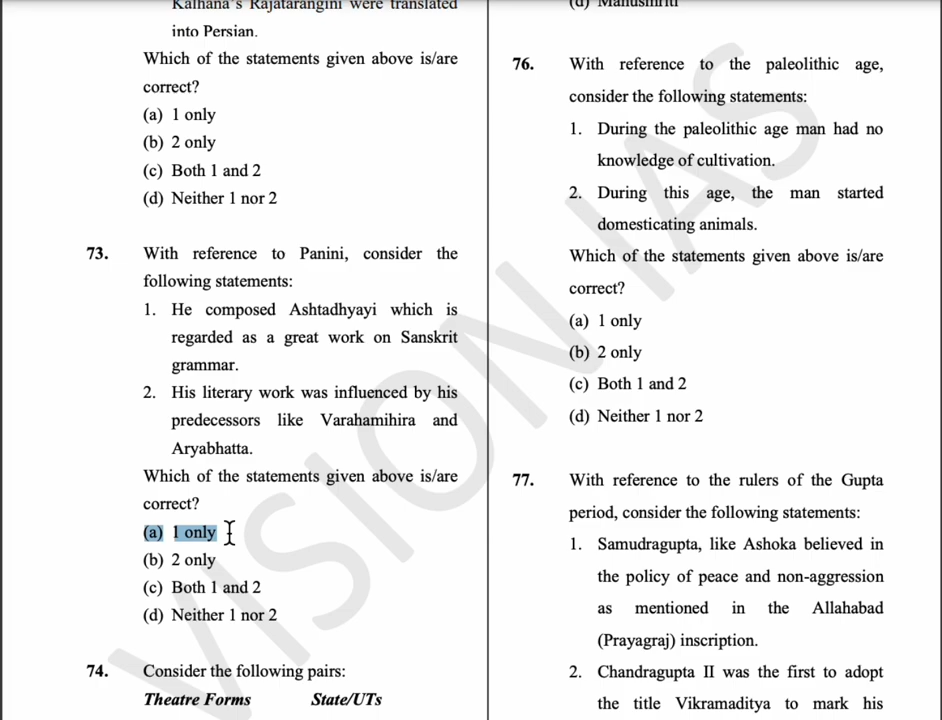 Kalhana's Rajatarangini were translated
into Persian.
Which of the statements given above is/are
correct?
(a) 1 only
(b) 2 only
(c) Both 1 and 2
(d) Neither 1 nor 2
73. With reference to Panini, consider the
following statements:
1. He composed Ashtadhyayi which is
regarded as a great work on Sanskrit
grammar.
2. His literary work was influenced by his
predecessors like Varahamihira and
Aryabhatta.
Which of the statements given above is/are
correct?
(a) 1 only
(b) 2 only
(c) Both 1 and 2
(d) Neither 1 nor 2
74. Consider the following pairs:
Theatre Forms State/UTs
(d) Manusmriti
76. With reference to the paleolithic age,
consider the following statements:
1. During the paleolithic age man had no
knowledge of cultivation.
2. During this age, the man started
domesticating animals.
Which of the statements given above is/are
correct?
(a) 1 only
(b) 2 only
(c) Both 1 and 2
(d) Neither 1 nor 2
77. With reference to the rulers of the Gupta
period, consider the following statements:
1. Samudragupta, like Ashoka believed in
the policy of peace and non-aggression
as mentioned in the Allahabad
(Prayagraj) inscription.
2. Chandragupta II was the first to adopt
the title Vikramaditya to mark his
VISION IAS